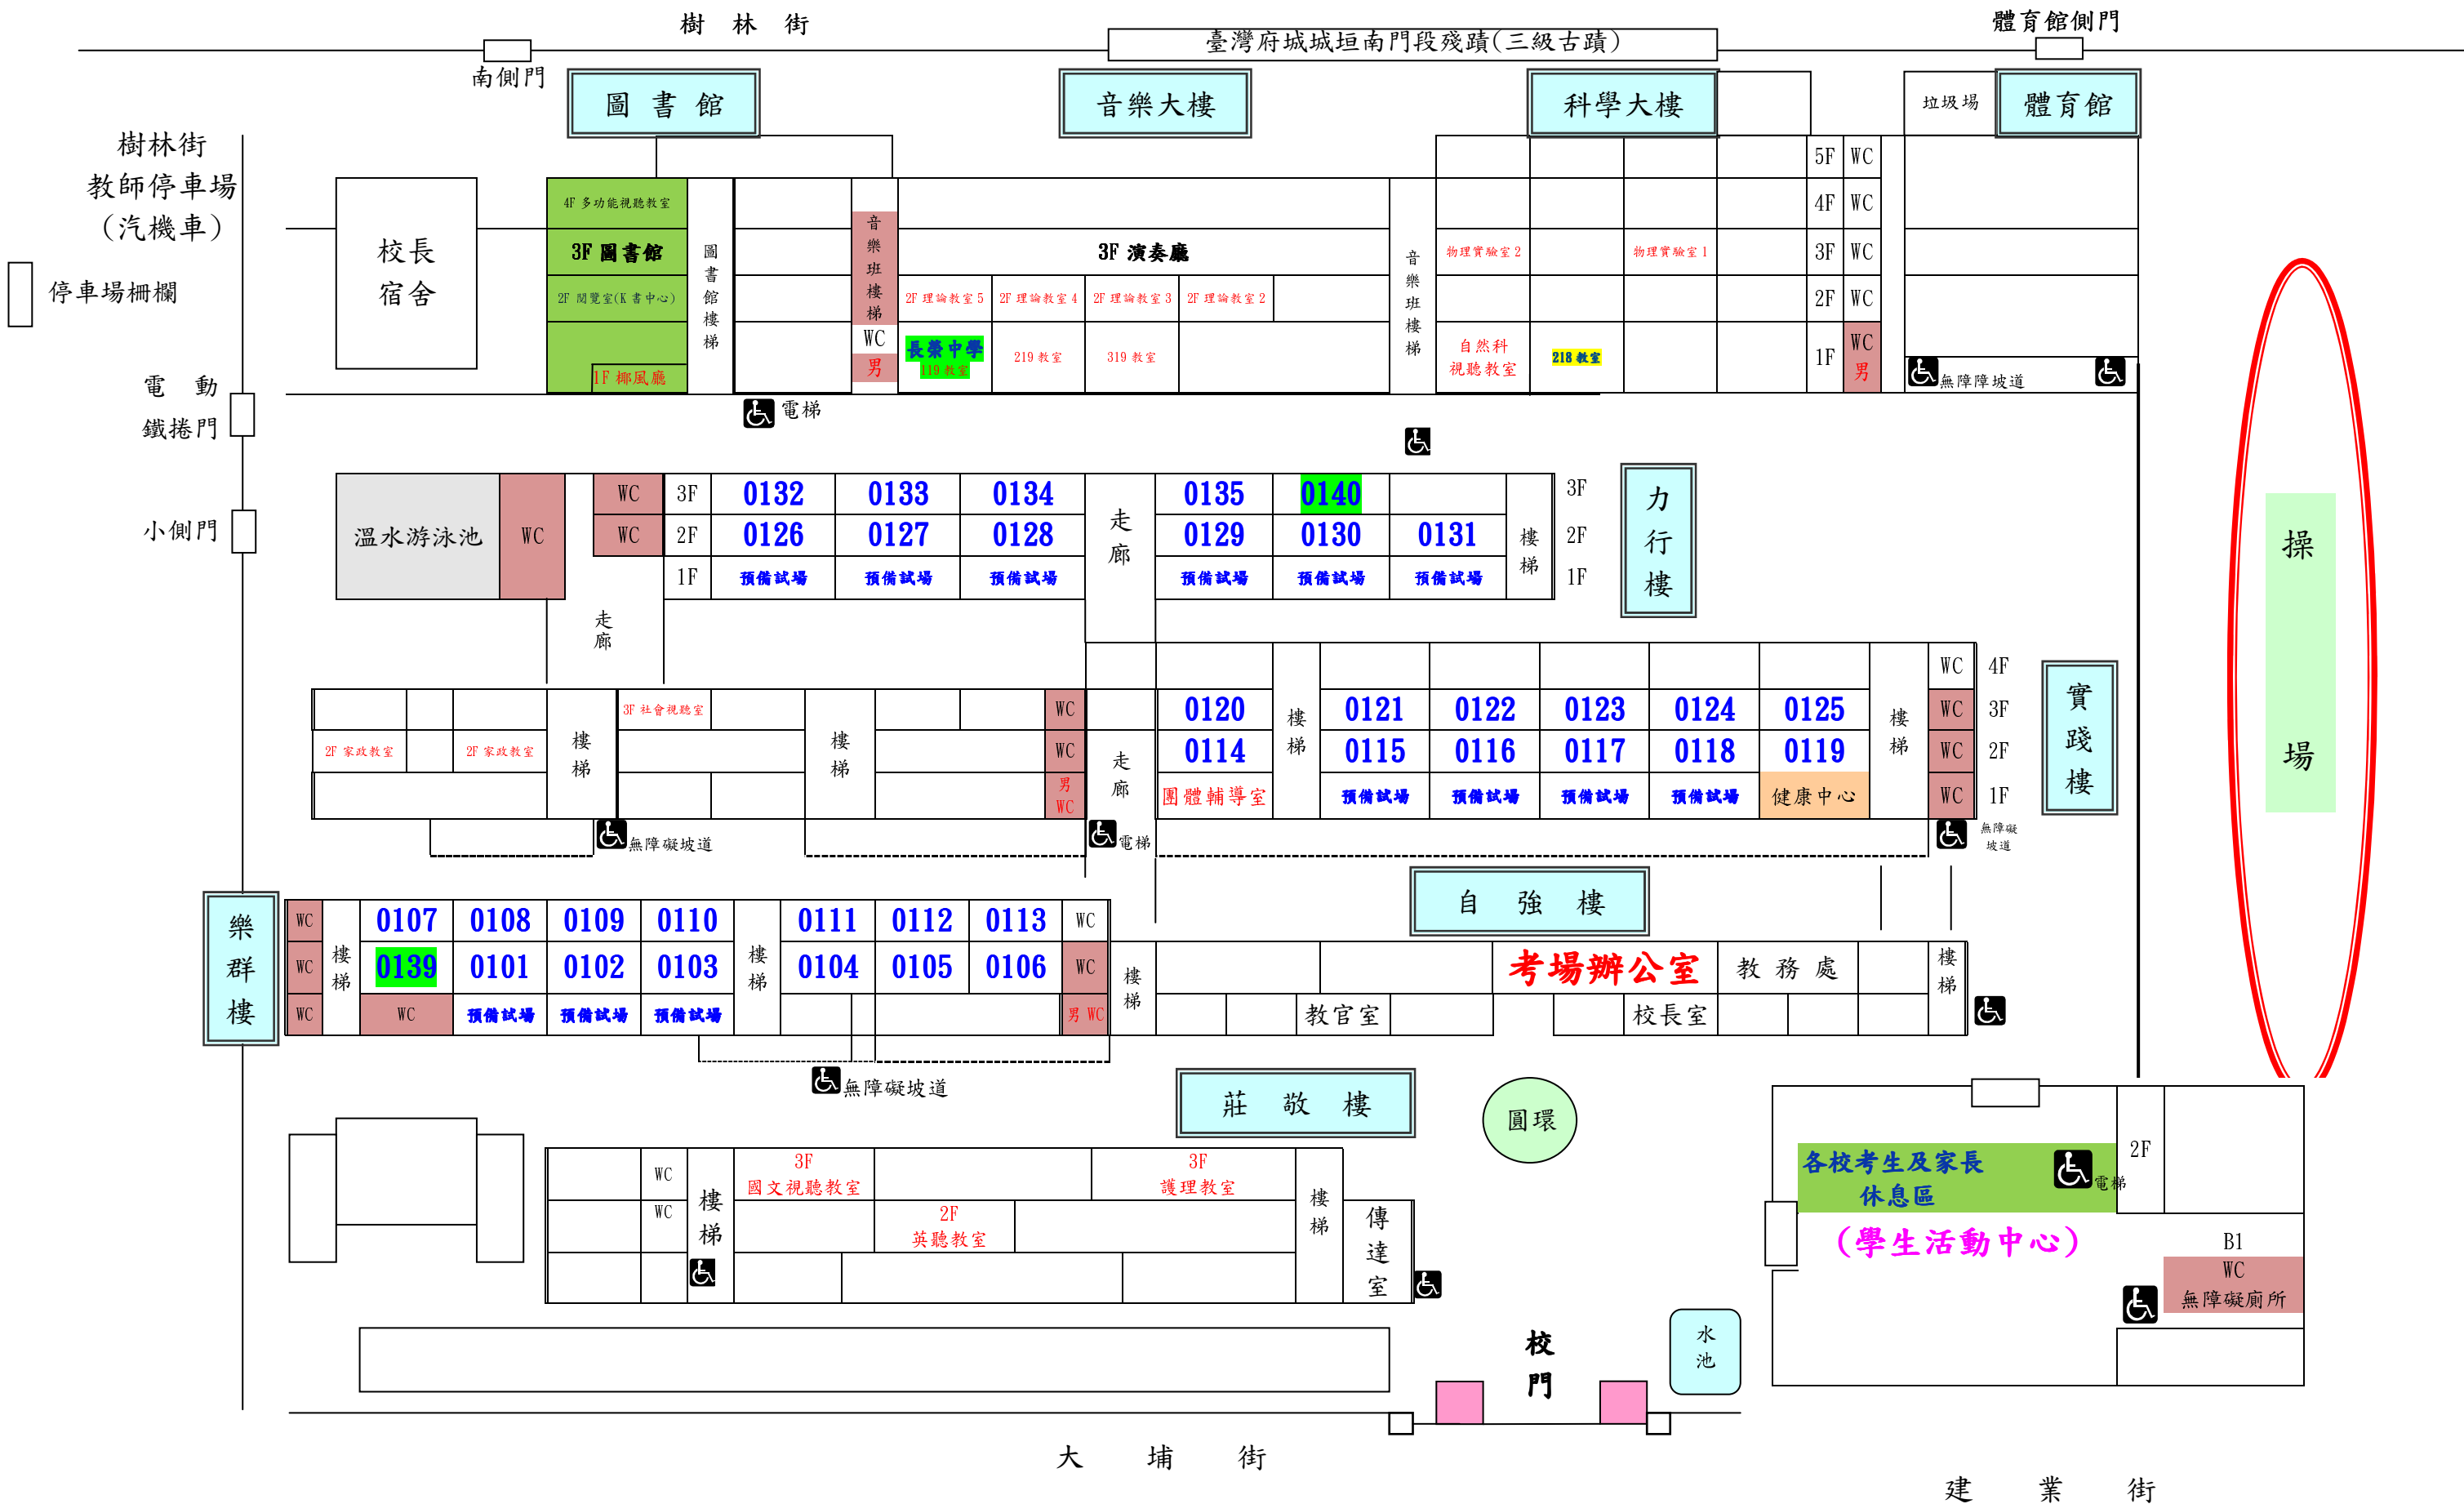 樹 林 街
體育館側門
臺灣府城城垣南門段殘蹟(三級古蹟)
南側門
圖 書 館
音樂大樓
科學大樓
垃圾場
體育館
樹林街
教師停車場
(汽機車)
停車場柵欄
校長
宿舍
4F 多功能視聽教室
3F 圖書館
2F 閱覽室(K 書中心)
1F 椰風廳
圖書館樓梯
音樂班樓梯
WC
男
3F 演奏廳
2F 理論教室 5
2F 理論教室 4
2F 理論教室 3
2F 理論教室 2
長榮中學
119 教室
219 教室
319 教室
音樂班樓梯
5F WC
4F WC
物理實驗室 2
物理實驗室 1
3F WC
2F WC
自然科
視聽教室
218 教室
1F
WC
男
無障障坡道
電梯
電 動
鐵捲門
小側門
溫水游泳池
WC
WC 3F 0132 0133 0134
WC 2F 0126 0127 0128
1F 預備試場 預備試場 預備試場
走廊
0135 0140
0129 0130 0131
預備試場 預備試場 預備試場
樓梯
3F
2F
1F
力行樓
操場
走廊
WC 4F
3F 社會視聽室
WC
0120
樓梯
0121 0122 0123 0124 0125
樓梯
WC 3F
2F 家政教室
2F 家政教室
樓梯
樓梯
WC
走廊
0114
0115 0116 0117 0118 0119
WC 2F
男
WC
團體輔導室
預備試場 預備試場 預備試場 預備試場
健康中心
WC 1F
實踐樓
無障礙坡道
電梯
無障礙
坡道
自 強 樓
樂群樓
WC
樓梯
0107 0108 0109 0110
樓梯
0111 0112 0113 WC
WC
0139 0101 0102 0103
0104 0105 0106 WC
WC
WC
預備試場 預備試場 預備試場
男 WC
樓梯
考場辦公室
教 務 處
樓梯
教官室
校長室
無障礙坡道
莊 敬 樓
圓環
WC
WC
樓梯
3F
國文視聽教室
3F
護理教室
2F
英聽教室
樓梯
傳達室
各校考生及家長
休息區
電梯
2F
(學生活動中心)
B1
WC
無障礙廁所
校門
水池
大 埔 街
建 業 街